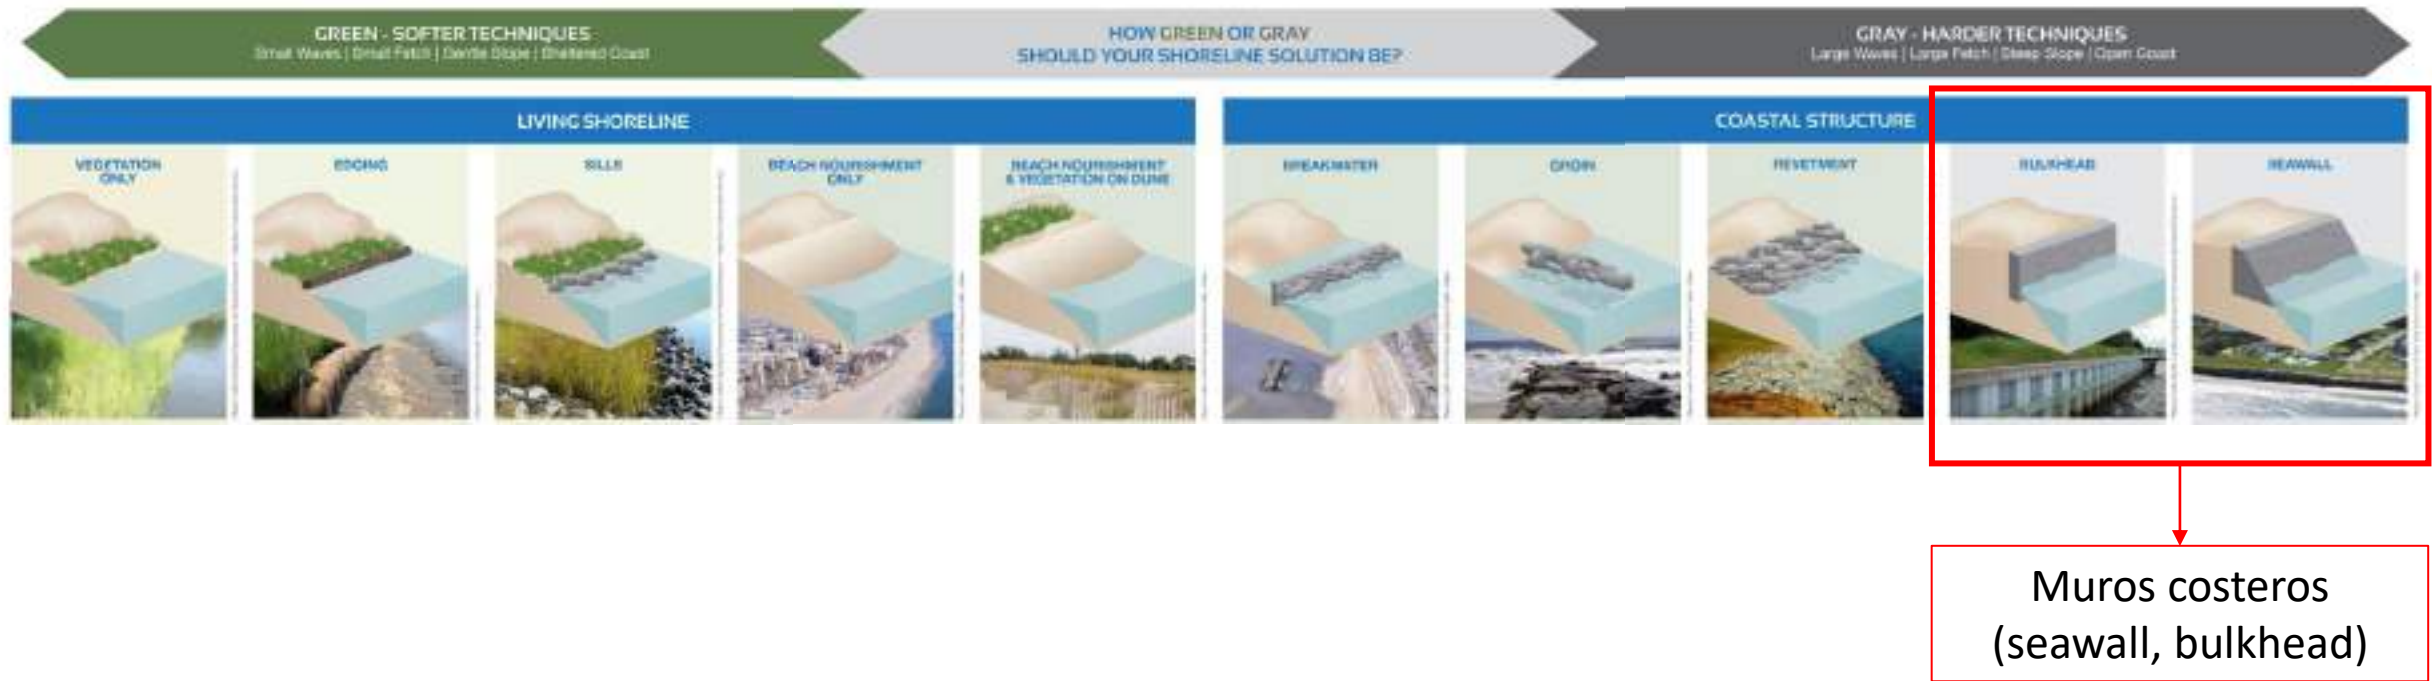 GREEN - SOFTER TECHNIQUES
Small Waves | Small Fetch | Gentle Slope | Sheltered Coast
HOW GREEN OR GRAY
SHOULD YOUR SHORELINE SOLUTION BE?
GRAY - HARDER TECHNIQUES
Large Waves | Large Fetch | Steep Slope | Open Coast
LIVING SHORELINE
COASTAL STRUCTURE
VEGETATION
ONLY
EDGING
SILLS
BEACH NOURISHMENT
ONLY
BEACH NOURISHMENT
& VEGETATION ON DUNE
BREAKWATER
GROIN
REVETMENT
BULKHEAD
SEAWALL
Muros costeros
(seawall, bulkhead)